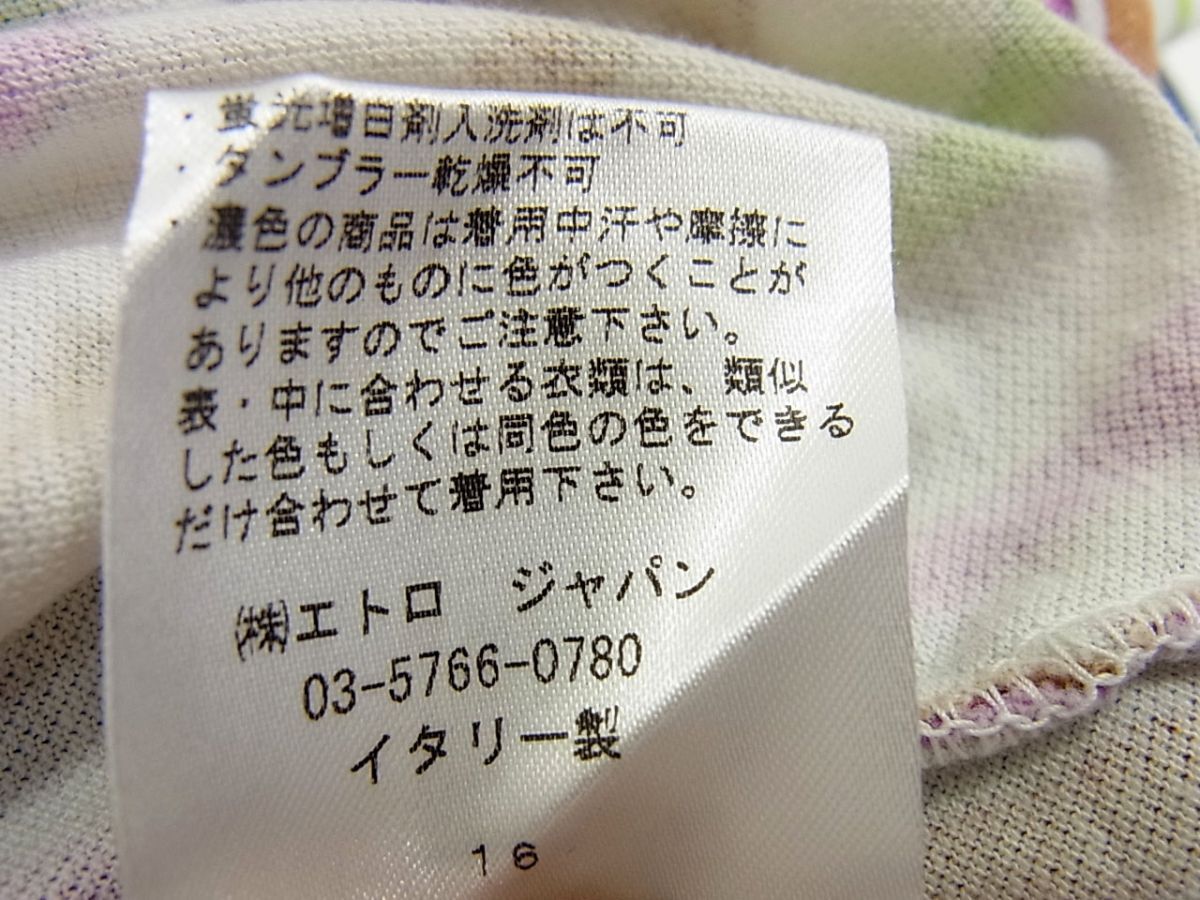 ・蛍光増白剤入洗剤は不可
・タンブラー乾燥不可
・濃色の商品は着用中汗や摩擦に
より他のものに色がつくことが
ありますのでご注意下さい。
表・中に合わせる衣類は、類似
した色もしくは同色の色をできる
だけ合わせて着用下さい。
㈱エトロ　ジャパン
03-5766-0780
イタリー製
16